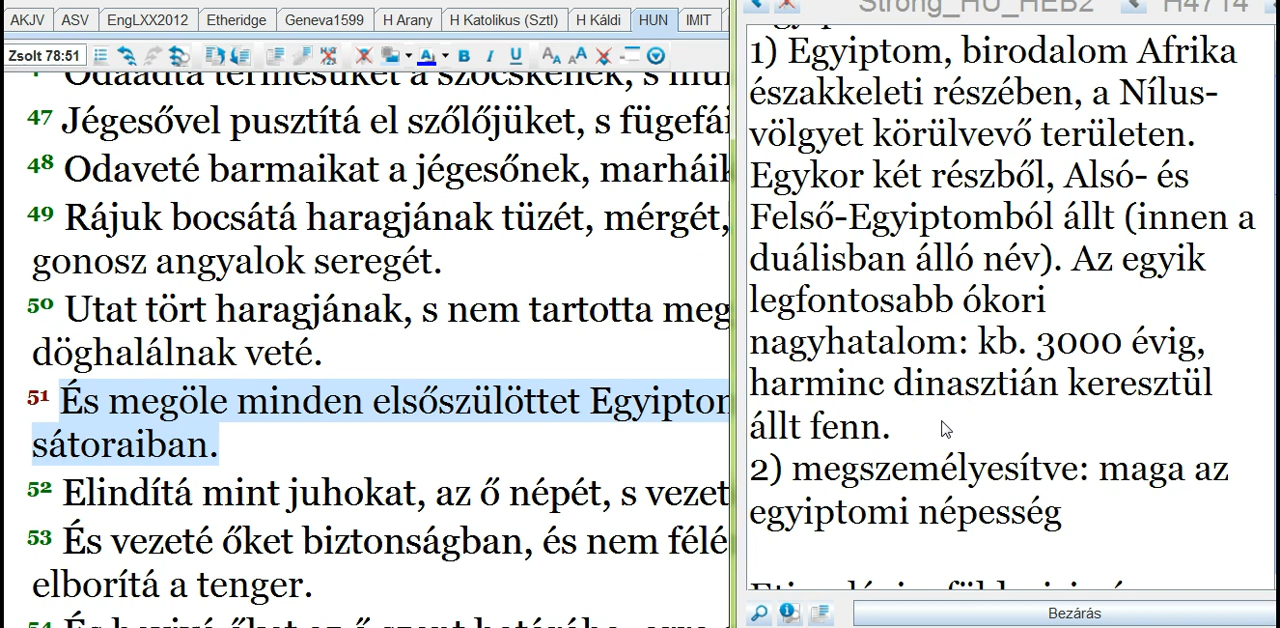 AKJV ASV EngLXX2012 Etheridge Geneva1599 H Arany H Katolikus (Sztl) H Káldi HUN IMIT
Zsolt 78:51
47 Jégesővel pusztítá el szőlőjüket, s fügefái
48 Odaveté barmaikat a jégesőnek, marháik
49 Rájuk bocsátá haragjának tüzét, mérgét,
gonosz angyalok seregét.
50 Utat tört haragjának, s nem tartotta meg
döghalálnak veté.
51 És megöle minden elsőszülöttet Egyipton
sátoraiban.
52 Elindítá mint juhokat, az ő népét, s vezet
53 És vezeté őket biztonságban, és nem félé
elborítá a tenger.
Strong_HU_HEB2 H4714
1) Egyiptom, birodalom Afrika
északkeleti részében, a Nílus-
völgyet körülvevő területen.
Egykor két részből, Alsó- és
Felső-Egyiptomból állt (innen a
duálisban álló név). Az egyik
legfontosabb ókori
nagyhatalom: kb. 3000 évig,
harminc dinasztián keresztül
állt fenn.
2) megszemélyesítve: maga az
egyiptomi népesség
Bezárás